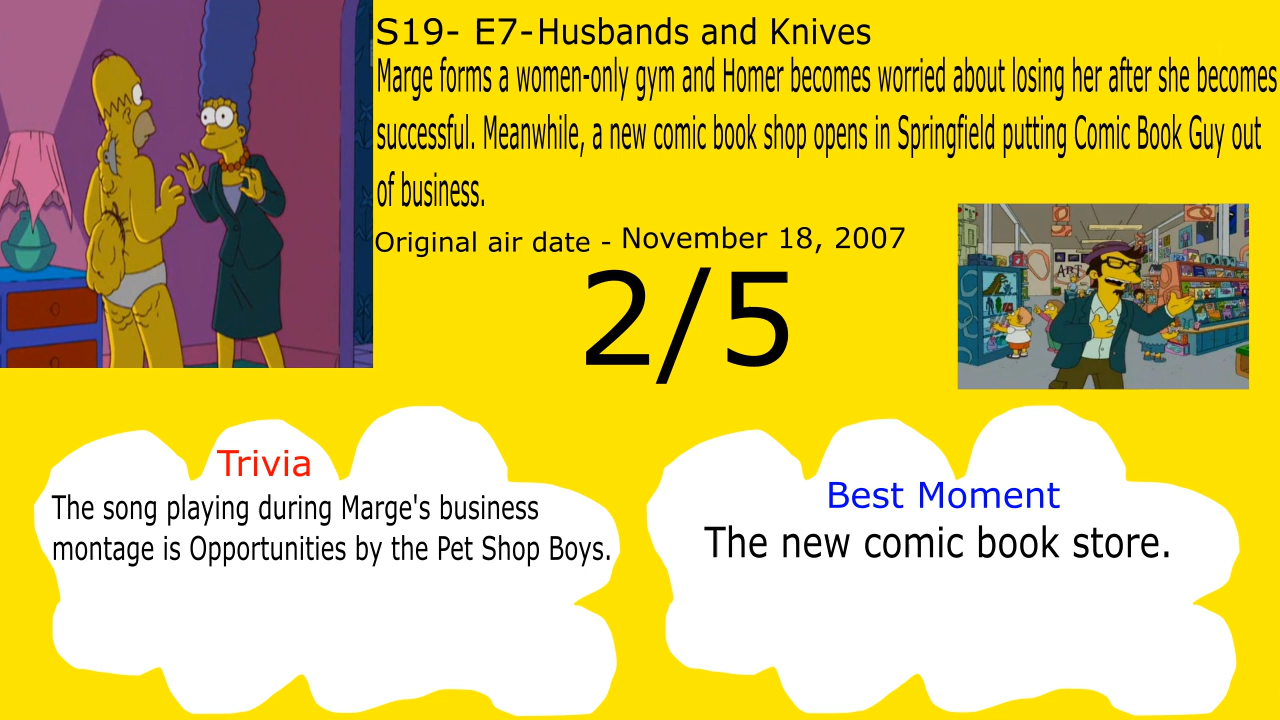 S19- E7-Husbands and Knives
Marge forms a women-only gym and Homer becomes worried about losing her after she becomes
successful. Meanwhile, a new comic book shop opens in Springfield putting Comic Book Guy out
of business.
Original air date - November 18, 2007
2/5
ART
Trivia
The song playing during Marge's business
montage is Opportunities by the Pet Shop Boys.
Best Moment
The new comic book store.